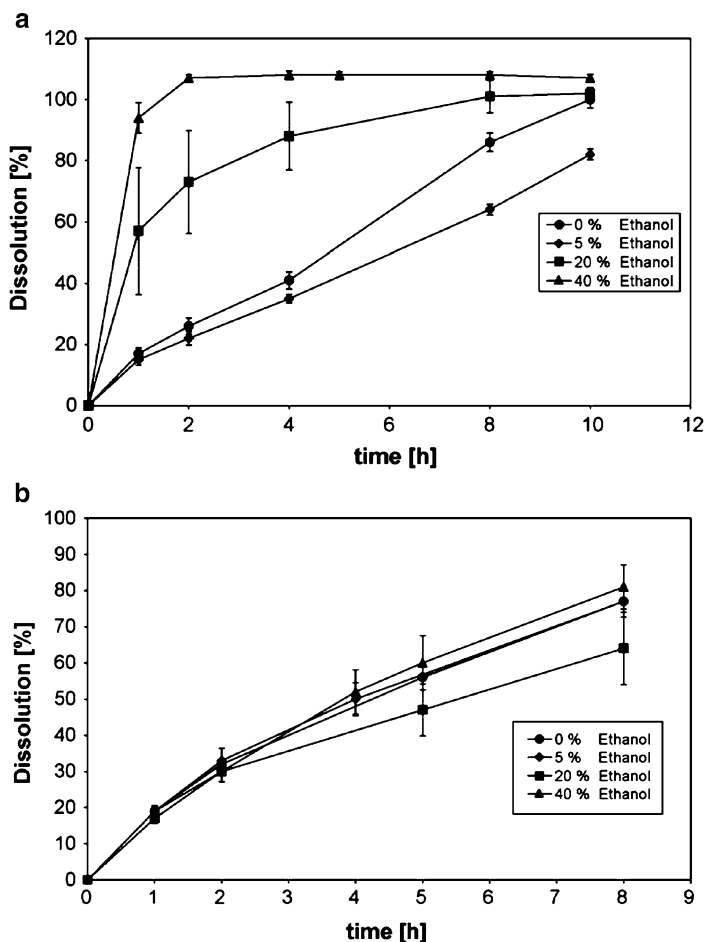 a
120
100
80
60
40
20
0
Dissolution [%]
0 % Ethanol
5 % Ethanol
20 % Ethanol
40 % Ethanol
0 2 4 6 8 10 12
time [h]
b
100
90
80
70
60
50
40
30
20
10
0
Dissolution [%]
0 % Ethanol
5 % Ethanol
20 % Ethanol
40 % Ethanol
0 1 2 3 4 5 6 7 8 9
time [h]